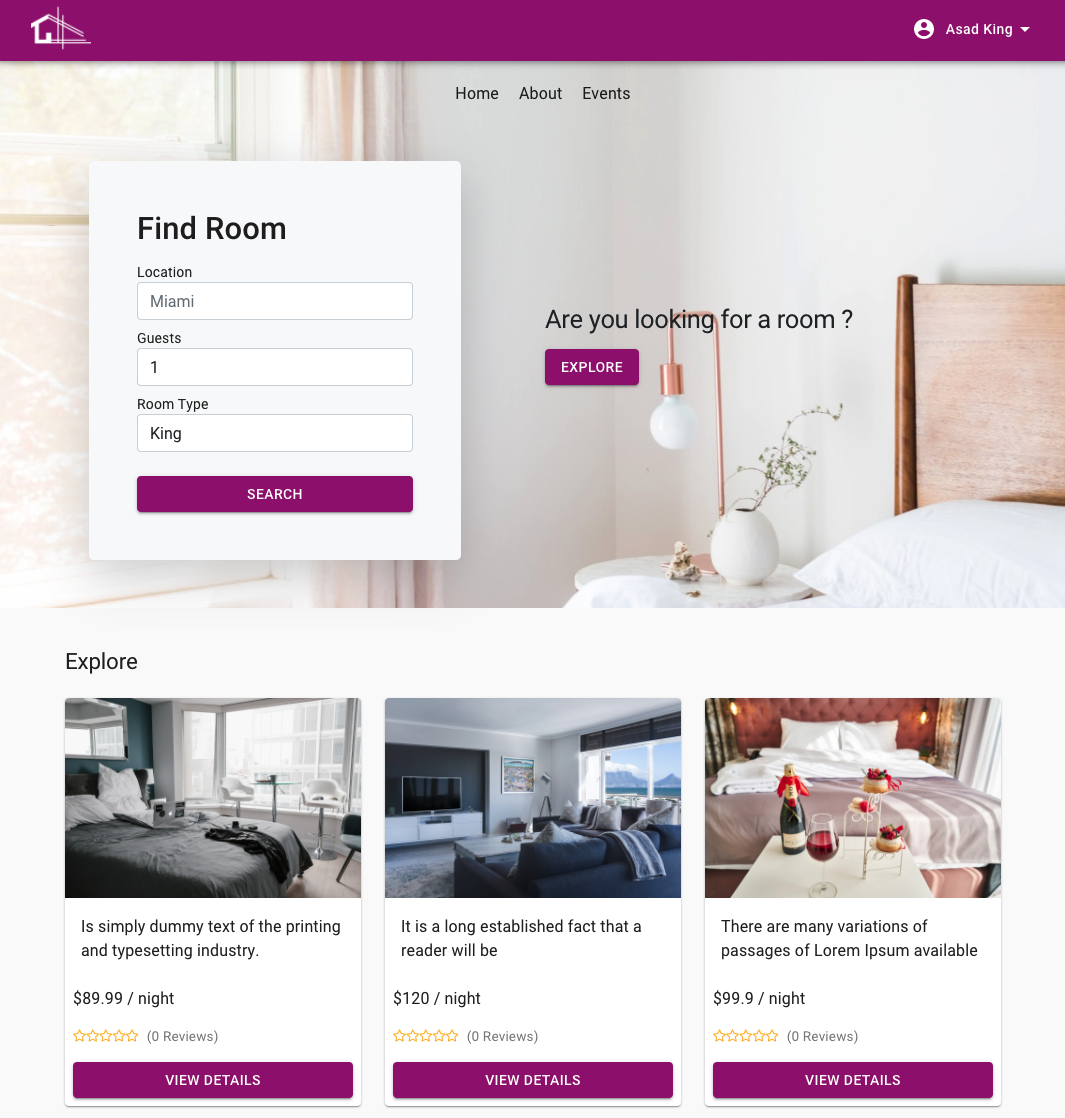 Asad King
Home About Events
Find Room
Location
Miami
Guests
1
Room Type
King
SEARCH
Are you looking for a room ?
EXPLORE
Explore
Is simply dummy text of the printing
and typesetting industry.
$89.99 / night
(0 Reviews)
VIEW DETAILS
It is a long established fact that a
reader will be
$120 / night
(0 Reviews)
VIEW DETAILS
There are many variations of
passages of Lorem Ipsum available
$99.9 / night
(0 Reviews)
VIEW DETAILS